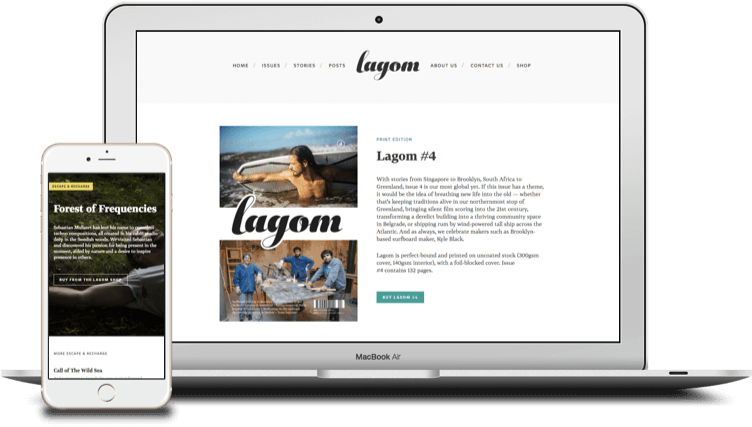 HOME / ISSUES / STORIES / POSTS
lagom
ABOUT US / CONTACT US / SHOP
lagom
PRINT EDITION
Lagom #4
With stories from Singapore to Brooklyn, South Africa to
Greenland, issue 4 is our most global yet. If this issue has a theme,
it would be the idea of breathing new life into the old — whether
that's keeping traditions alive in our northernmost stop of
Greenland, bringing silent film scoring into the 21st century,
transforming a derelict building into a thriving community space
in Belgrade, or shipping rum by wind-powered tall ship across the
Atlantic. And as always, we celebrate makers such as Brooklyn-
based surfboard maker, Kyle Black.
Lagom is perfect-bound and printed on uncoated stock (300gsm
cover, 140gsm interior), with a foil-blocked cover. Issue
#4 contains 132 pages.
BUY LAGOM #4
MacBook Air
ESCAPE & RECHARGE
Forest of Frequencies
Sebastian Mullaert has lent his name to
techno compositions, all created in his
in the Swedish woods. We visited Sebastian
and discovered his passion for being present in the
moment, aided by nature and a desire to inspire
presence in others.
BUY FROM THE LAGOM SHOP
MORE ESCAPE & RECHARGE
Call of The Wild Sea